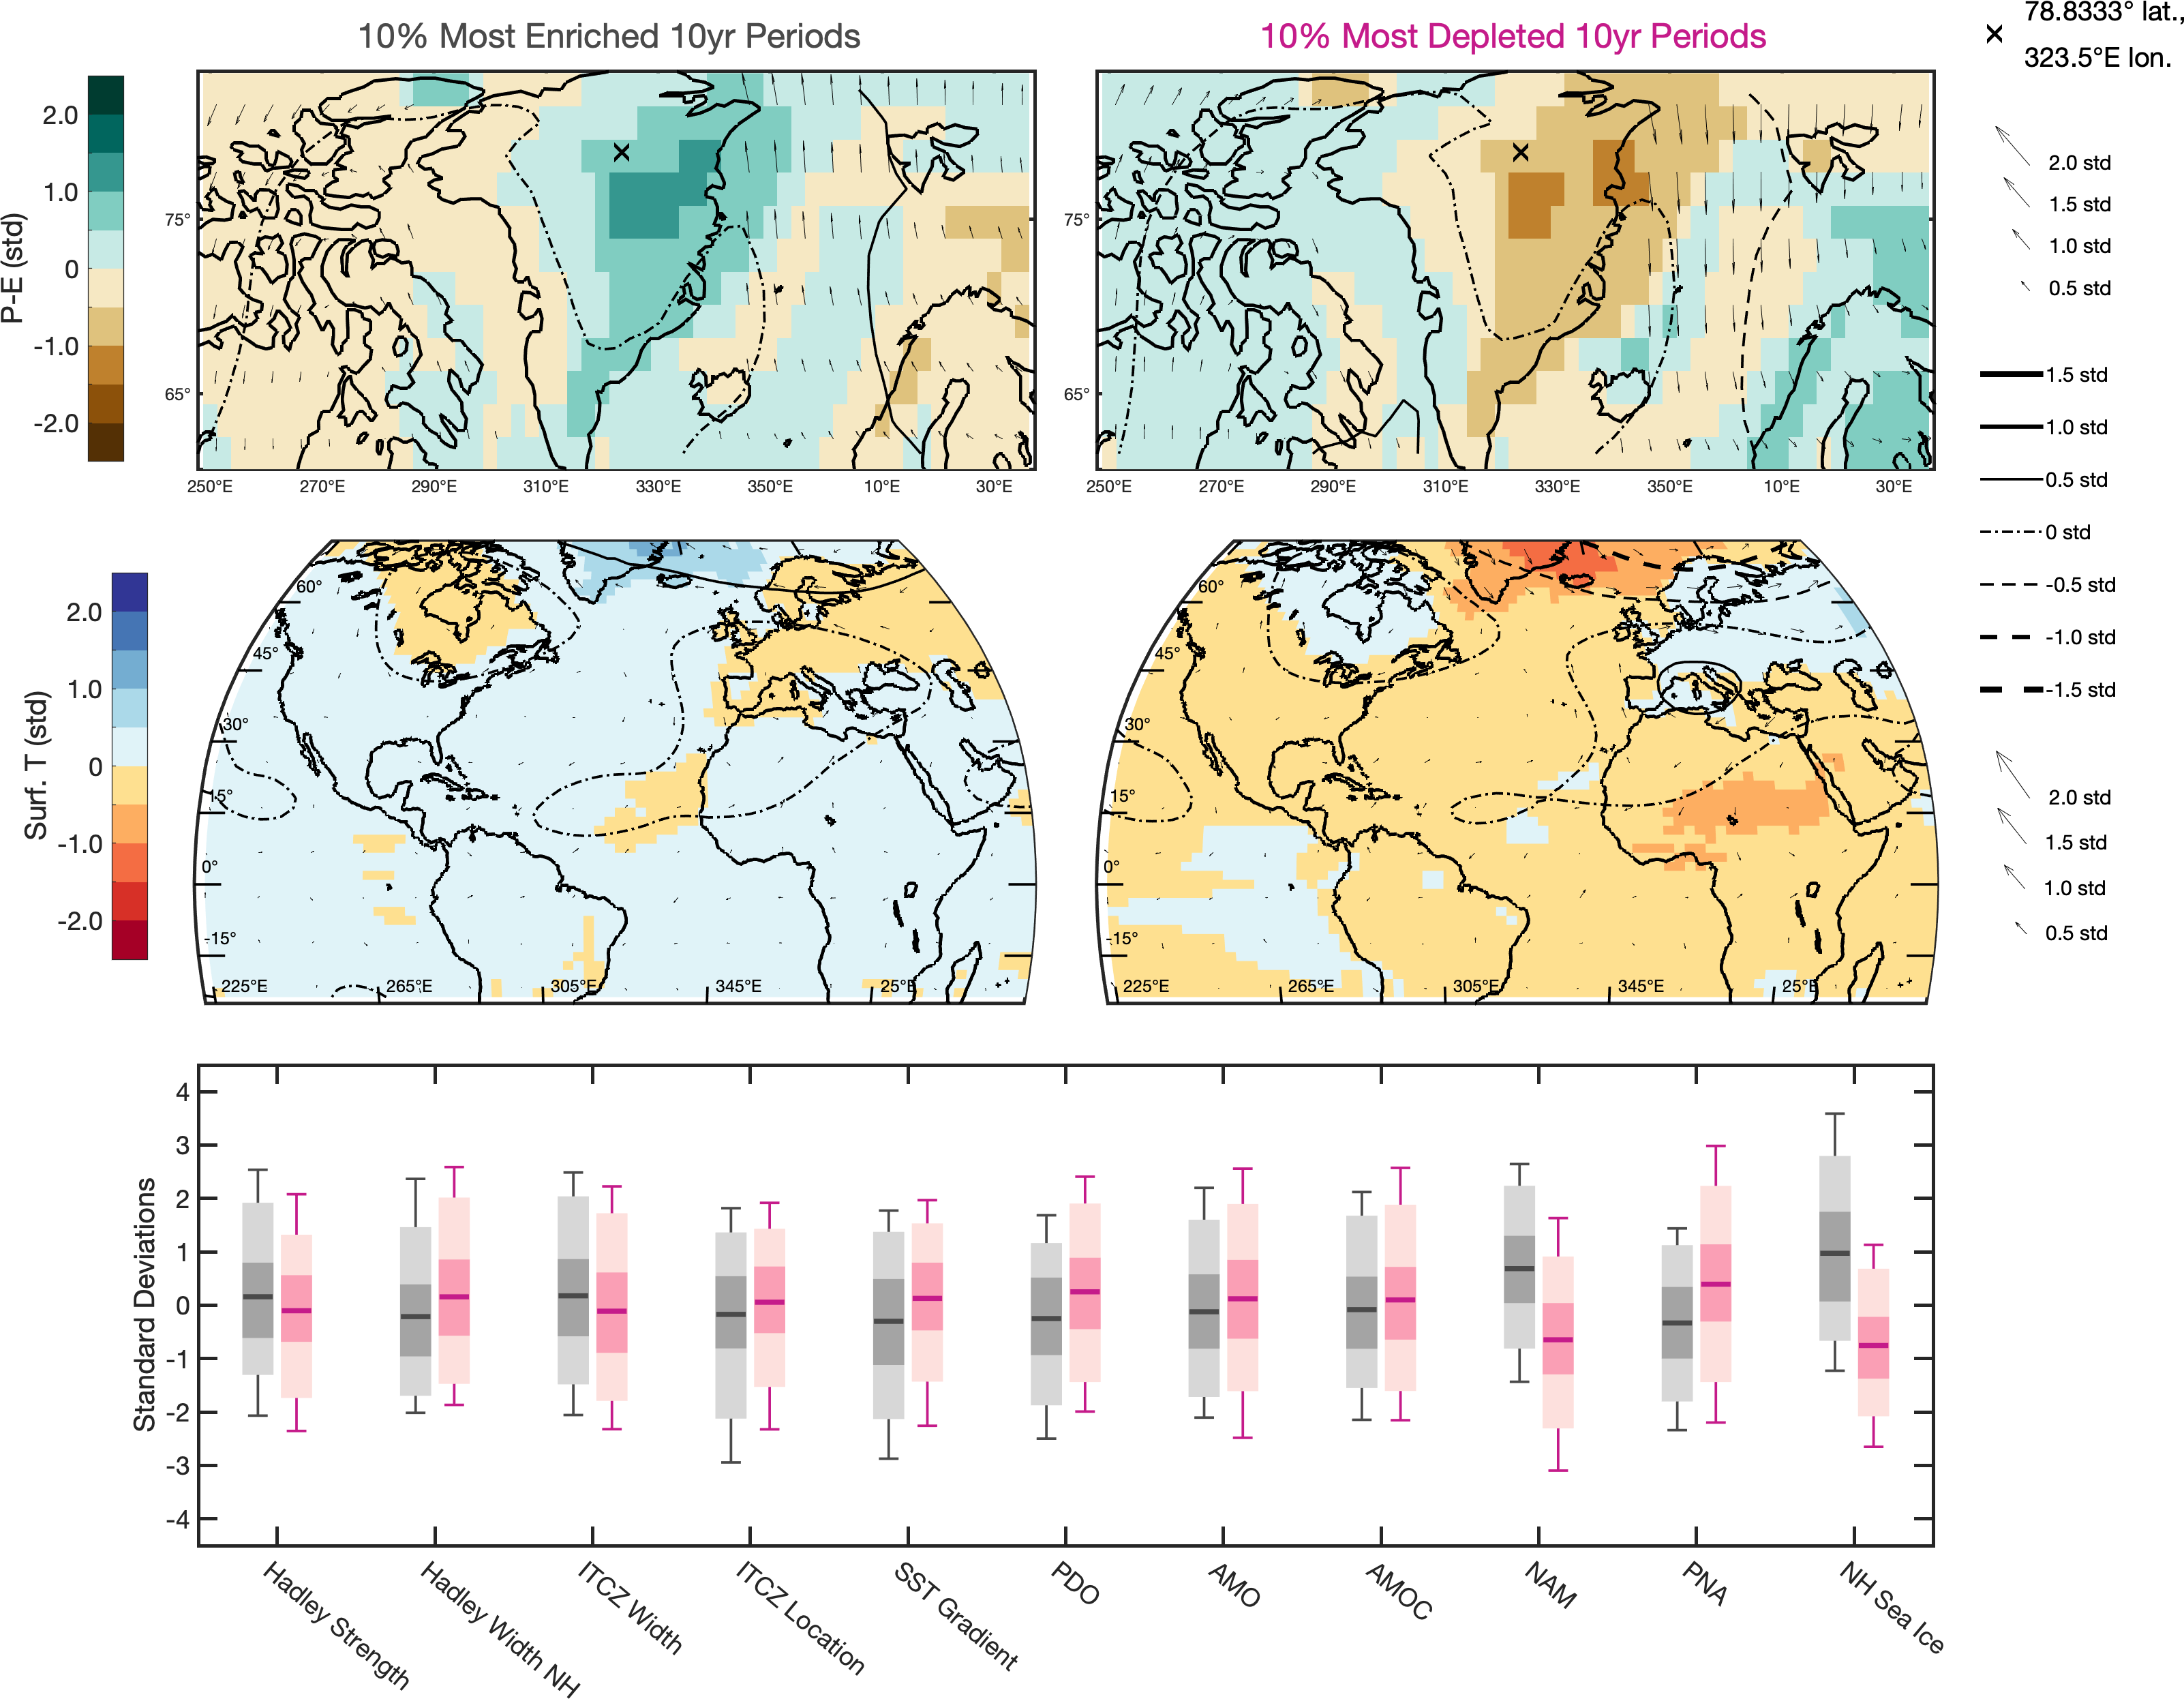 10% Most Enriched 10yr Periods
10% Most Depleted 10yr Periods
78.8333° lat.,
323.5°E lon.
P-E (std)
2.0
1.0
0
-1.0
-2.0
75°
65°
250°E 270°E 290°E 310°E 330°E 350°E 10°E 30°E
75°
65°
250°E 270°E 290°E 310°E 330°E 350°E 10°E 30°E
2.0 std
1.5 std
1.0 std
0.5 std
1.5 std
1.0 std
0.5 std
0 std
-0.5 std
-1.0 std
-1.5 std
2.0 std
1.5 std
1.0 std
0.5 std
Surf. T (std)
2.0
1.0
0
-1.0
-2.0
60°
45°
30°
15°
0°
-15°
225°E 265°E 305°E 345°E 25°E
60°
45°
30°
15°
0°
-15°
225°E 265°E 305°E 345°E 25°E
Standard Deviations
4
3
2
1
0
-1
-2
-3
-4
Hadley Strength
Hadley Width NH
ITCZ Width
ITCZ Location
SST Gradient
PDO
AMO
AMOC
NAM
PNA
NH Sea Ice